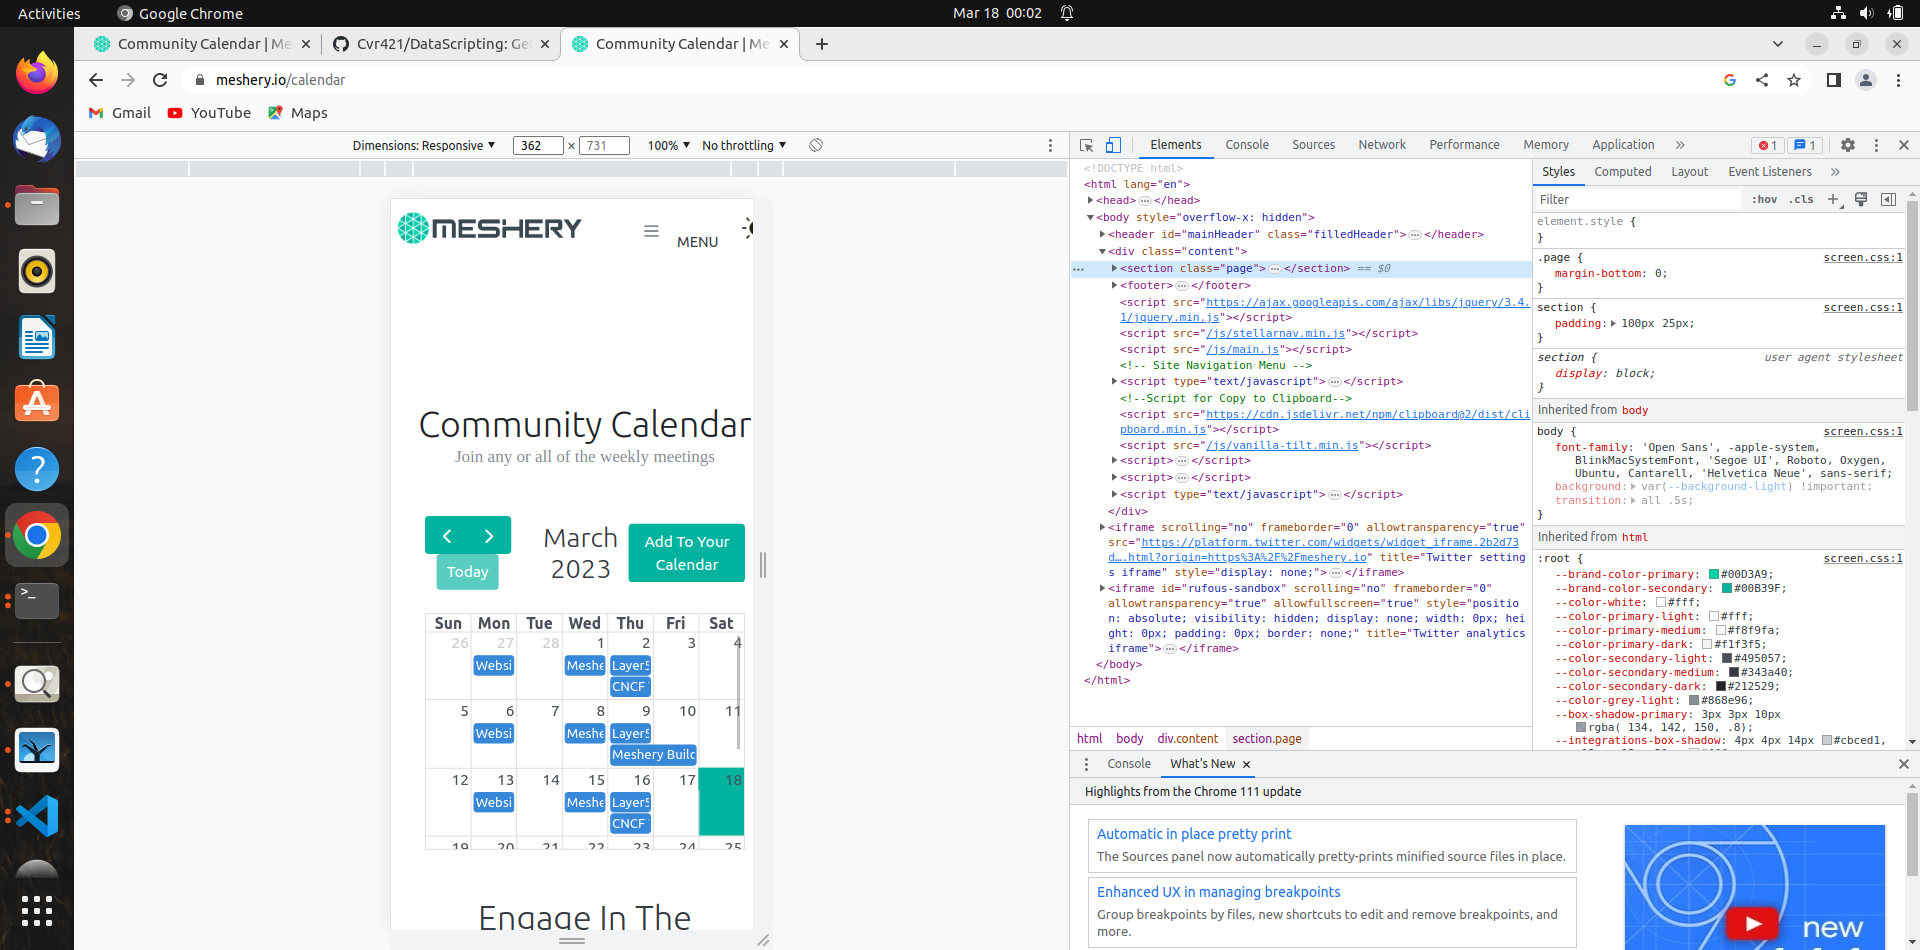 Activities
Google Chrome
Mar 18 00:02
Community Calendar | Me
Cvr421/DataScripting: Gel
Community Calendar | Me
meshery.io/calendar
Gmail
YouTube
Maps
Dimensions: Responsive
362 × 731
100%
No throttling
Elements
Console
Sources
Network
Performance
Memory
Application
1
1
MESHERY
MENU
Community Calendar
Join any or all of the weekly meetings
March
2023
Today
Add To Your
Calendar
Sun Mon Tue Wed Thu Fri Sat
26 27 28 1 2 3 4
Websi Meshe Layer5
CNCF
5 6 7 8 9 10 11
Websi Meshe Layer5
Meshery Builc
12 13 14 15 16 17 18
Websi Meshe Layer5
CNCF
19 20 21 22 23 24 25
Engage In The
<!DOCTYPE html>
<html lang="en">
<head>…</head>
<body style="overflow-x: hidden">
<header id="mainHeader" class="filledHeader">…</header>
<div class="content">
<section class="page">…</section> == $0
<footer>…</footer>
<script src="https://ajax.googleapis.com/ajax/libs/jquery/3.4.
1/jquery.min.js"></script>
<script src="/js/stellarnav.min.js"></script>
<script src="/js/main.js"></script>
<!-- Site Navigation Menu -->
<script type="text/javascript">…</script>
<!--Script for Copy to Clipboard-->
<script src="https://cdn.jsdelivr.net/npm/clipboard@2/dist/cli
pboard.min.js"></script>
<script src="/js/vanilla-tilt.min.js"></script>
<script>…</script>
<script>…</script>
<script type="text/javascript">…</script>
</div>
<iframe scrolling="no" frameborder="0" allowtransparency="true"
src="https://platform.twitter.com/widgets/widget_iframe.2b2d73
d….html?origin=https%3A%2F%2Fmeshery.io" title="Twitter setting
s iframe" style="display: none;">…</iframe>
<iframe id="rufous-sandbox" scrolling="no" frameborder="0"
allowtransparency="true" allowfullscreen="true" style="positio
n: absolute; visibility: hidden; display: none; width: 0px; hei
ght: 0px; padding: 0px; border: none;" title="Twitter analytics
iframe">…</iframe>
</body>
</html>
html body div.content section.page
Styles
Computed
Layout
Event Listeners
Filter
:hov .cls
element.style {
}
.page { screen.css:1
margin-bottom: 0;
}
section { screen.css:1
padding: 100px 25px;
}
section { user agent stylesheet
display: block;
}
Inherited from body
body { screen.css:1
font-family: 'Open Sans', -apple-system,
BlinkMacSystemFont, 'Segoe UI', Roboto, Oxygen,
Ubuntu, Cantarell, 'Helvetica Neue', sans-serif;
background: var(--background-light) !important;
transition: all .5s;
}
Inherited from html
:root { screen.css:1
--brand-color-primary: #00D3A9;
--brand-color-secondary: #00B39F;
--color-white: #fff;
--color-primary-light: #fff;
--color-primary-medium: #f8f9fa;
--color-primary-dark: #f1f3f5;
--color-secondary-light: #495057;
--color-secondary-medium: #343a40;
--color-secondary-dark: #212529;
--color-grey-light: #868e96;
--box-shadow-primary: 3px 3px 10px
rgba( 134, 142, 150, .8);
--integrations-box-shadow: 4px 4px 14px #cbced1,
Console
What's New
Highlights from the Chrome 111 update
Automatic in place pretty print
The Sources panel now automatically pretty-prints minified source files in place.
Enhanced UX in managing breakpoints
Group breakpoints by files, new shortcuts to edit and remove breakpoints, and
more.
new